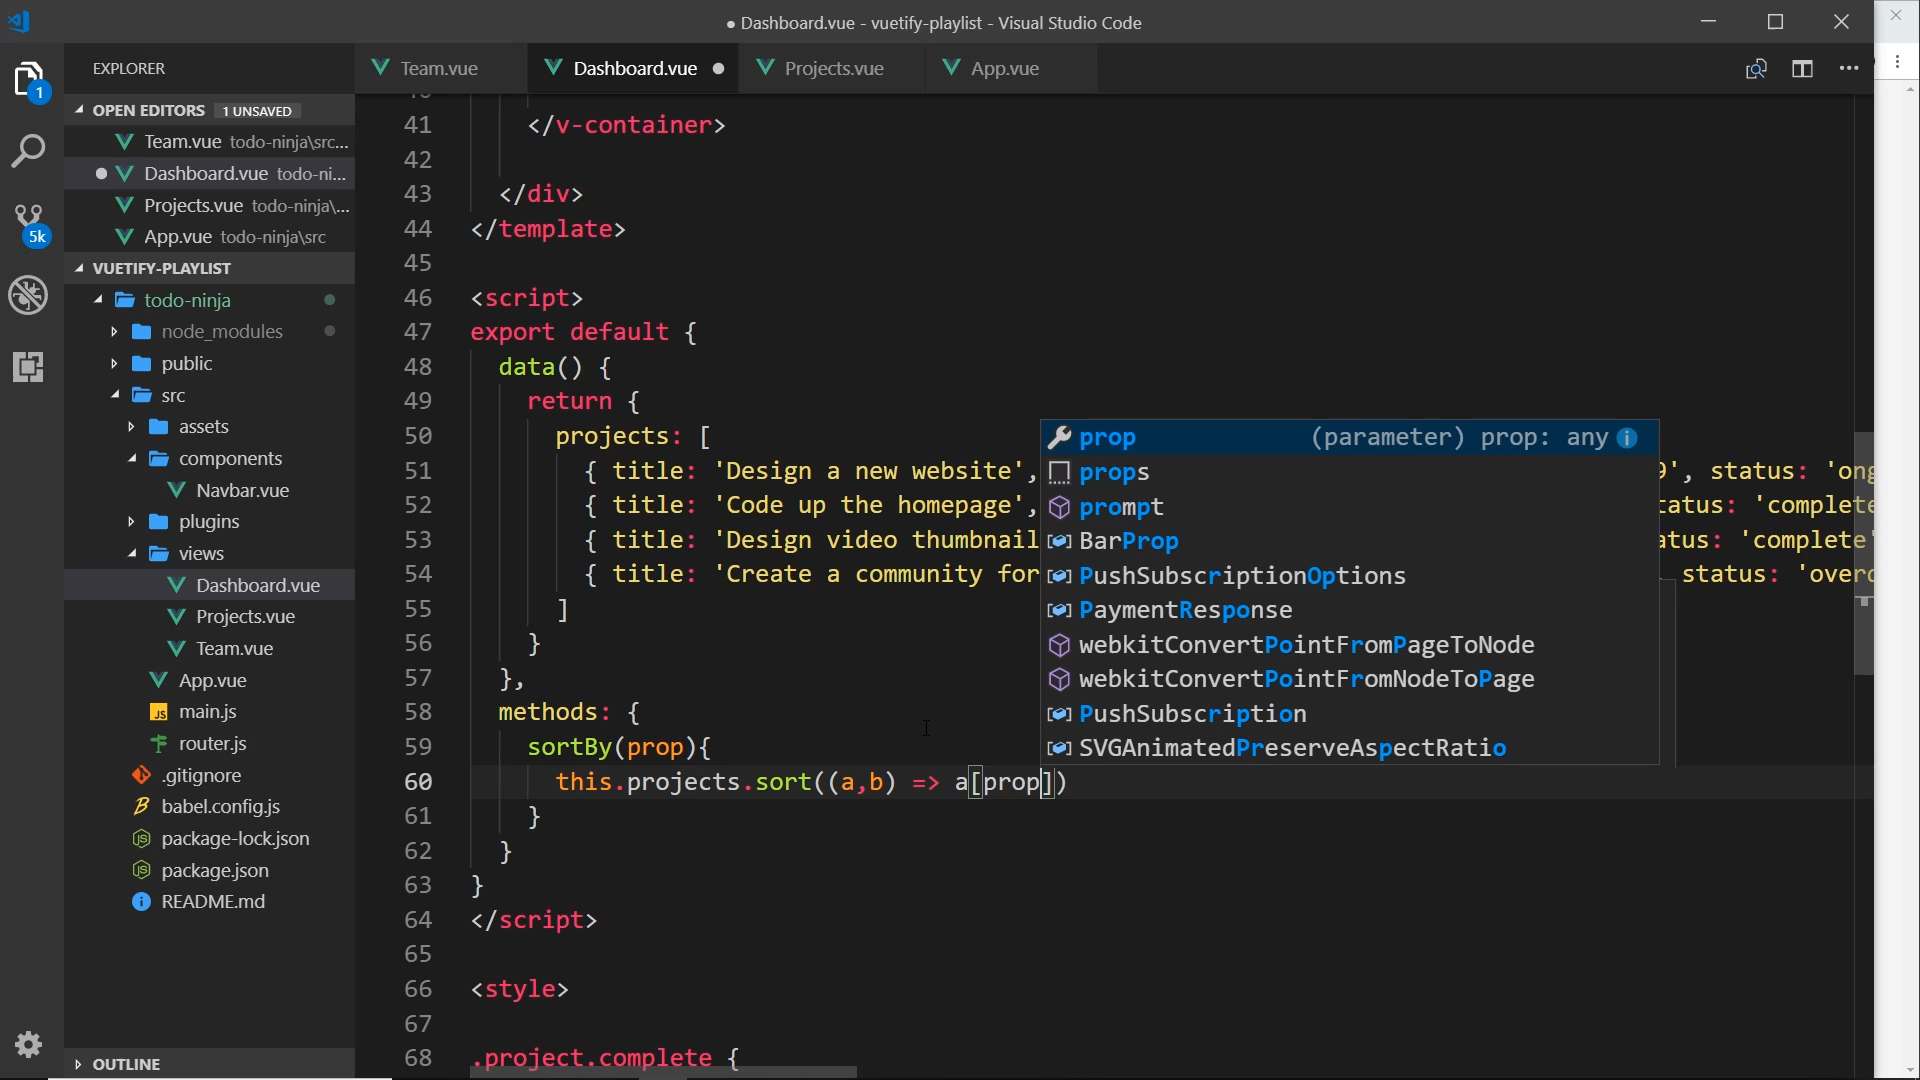 ● Dashboard.vue - vuetify-playlist - Visual Studio Code
EXPLORER
Team.vue
Dashboard.vue ●
Projects.vue
App.vue
1
5k
OPEN EDITORS 1 UNSAVED
Team.vue todo-ninja\src...
● Dashboard.vue todo-ni...
Projects.vue todo-ninja\...
App.vue todo-ninja\src
VUETIFY-PLAYLIST
todo-ninja
node_modules
public
src
assets
components
Navbar.vue
plugins
views
Dashboard.vue
Projects.vue
Team.vue
App.vue
JS main.js
router.js
.gitignore
babel.config.js
package-lock.json
package.json
README.md
OUTLINE
41 </v-container>
42
43 </div>
44 </template>
45
46 <script>
47 export default {
48 data() {
49 return {
50 projects: [
51 { title: 'Design a new website', 9', status: 'ong
52 { title: 'Code up the homepage', tatus: 'complete
53 { title: 'Design video thumbnail atus: 'complete'
54 { title: 'Create a community for status: 'overd
55 ]
56 }
57 },
58 methods: {
59 sortBy(prop){
60 this.projects.sort((a,b) => a[prop])
61 }
62 }
63 }
64 </script>
65
66 <style>
67
68 .project.complete {
prop (parameter) prop: any
props
prompt
BarProp
PushSubscriptionOptions
PaymentResponse
webkitConvertPointFromPageToNode
webkitConvertPointFromNodeToPage
PushSubscription
SVGAnimatedPreserveAspectRatio